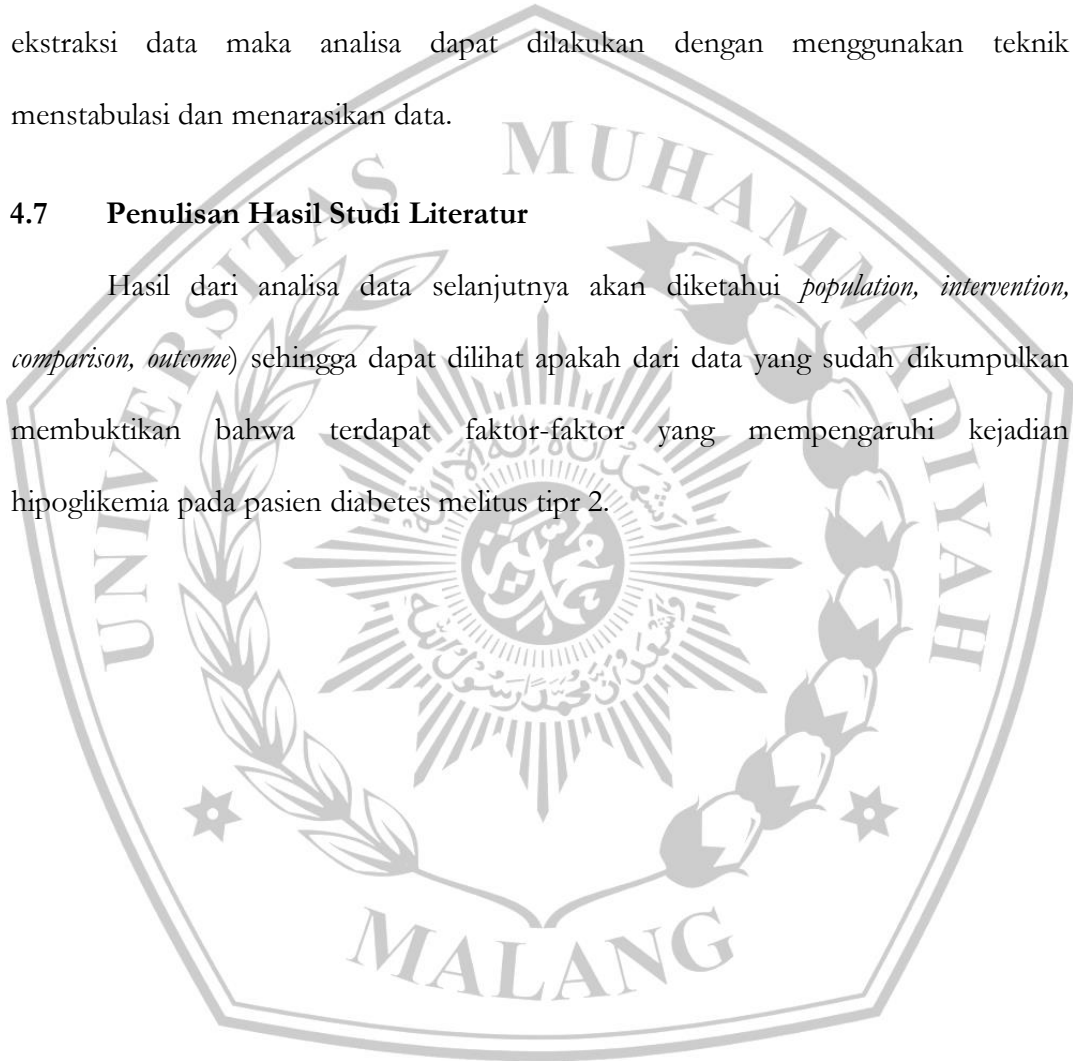 ekstraksi data maka analisa dapat dilakukan dengan menggunakan teknik
menstabulasi dan menarasikan data.
4.7 Penulisan Hasil Studi Literatur
Hasil dari analisa data selanjutnya akan diketahui population, intervention,
comparison, outcome) sehingga dapat dilihat apakah dari data yang sudah dikumpulkan
membuktikan bahwa terdapat faktor-faktor yang mempengaruhi kejadian
hipoglikemia pada pasien diabetes melitus tipr 2.
UNIVERSITAS MUHAMMADIYAH
MALANG